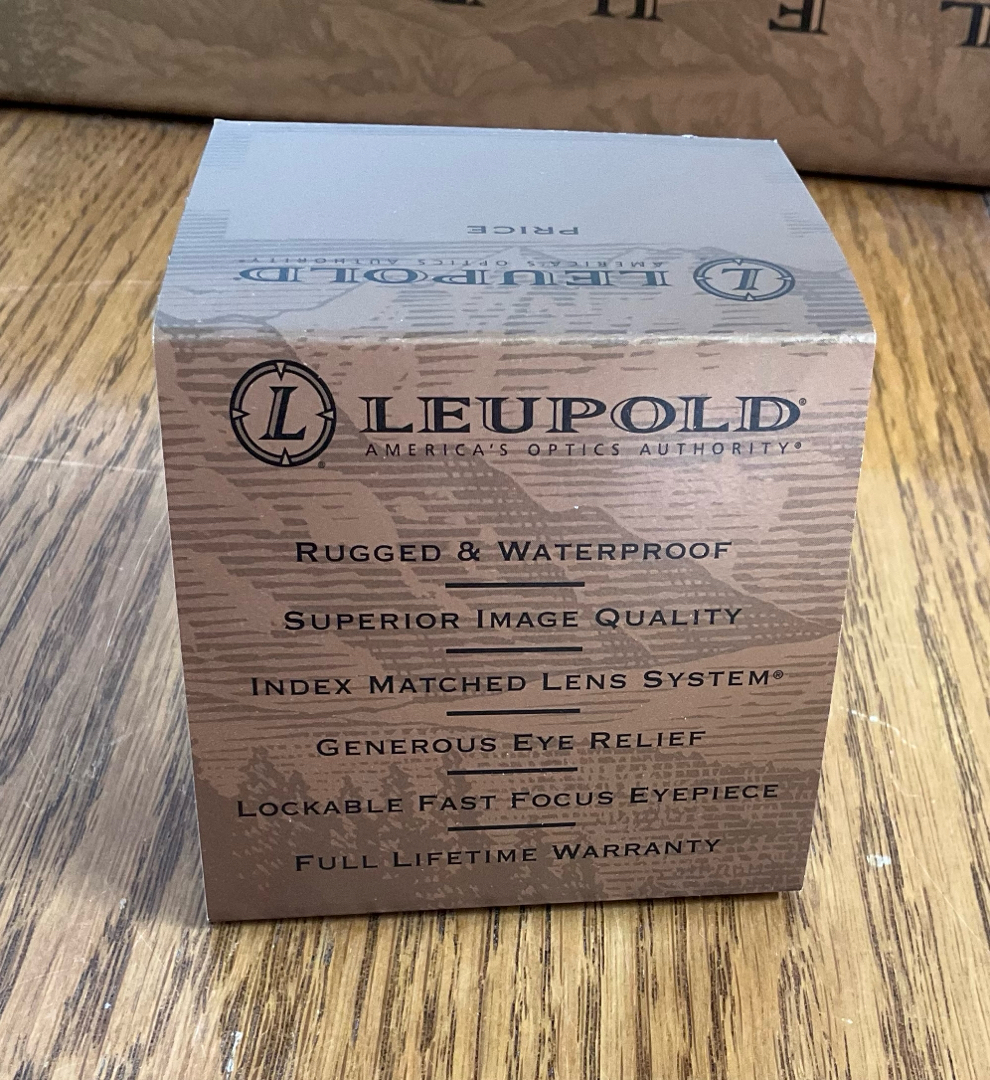 PRICE
LEUPOLD
AMERICA'S OPTICS AUTHORITY
L
L
LEUPOLD®
AMERICA'S OPTICS AUTHORITY®
RUGGED & WATERPROOF
SUPERIOR IMAGE QUALITY
INDEX MATCHED LENS SYSTEM®
GENEROUS EYE RELIEF
LOCKABLE FAST FOCUS EYEPIECE
FULL LIFETIME WARRANTY